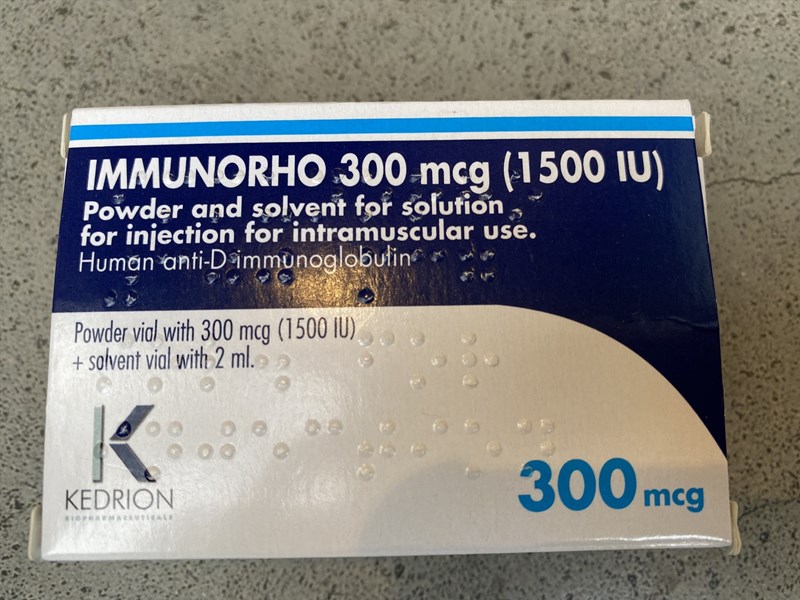 IMMUNORHO 300 mcg (1500 IU)
Powder and solvent for solution
for injection for intramuscular use.
Human anti-D immunoglobulin
Powder vial with 300 mcg (1500 IU)
+ solvent vial with 2 ml.
K
KEDRION
BIOPHARMACEUTICALS
300 mcg